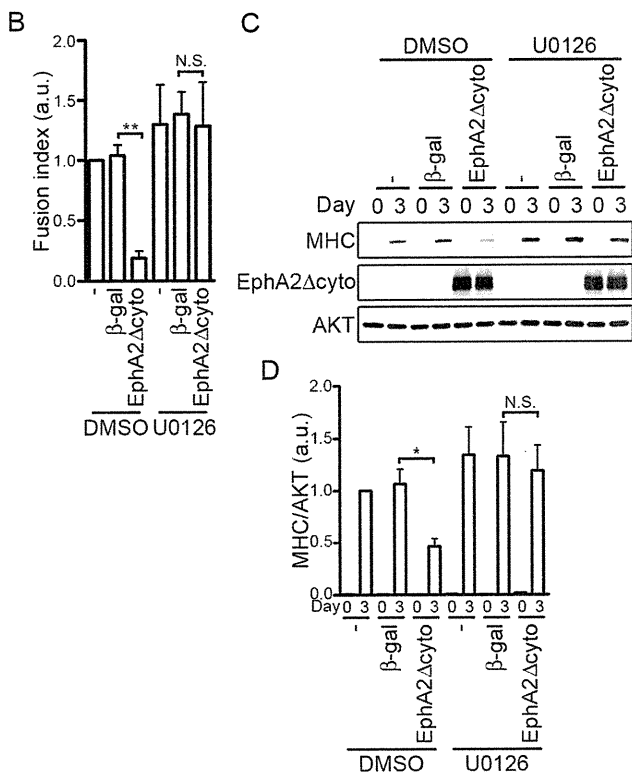 B
Fusion index (a.u.)
2.0
1.5
1.0
0.5
0.0
**
N.S.
-
β-gal
EphA2Δcyto
-
β-gal
EphA2Δcyto
DMSO
U0126
C
DMSO
U0126
-
β-gal
EphA2Δcyto
-
β-gal
EphA2Δcyto
Day 0 3 0 3 0 3 0 3 0 3 0 3
MHC
EphA2Δcyto
AKT
D
MHC/AKT (a.u.)
2.0
1.5
1.0
0.5
0.0
*
N.S.
Day 0 3 0 3 0 3 0 3 0 3 0 3
-
β-gal
EphA2Δcyto
-
β-gal
EphA2Δcyto
DMSO
U0126